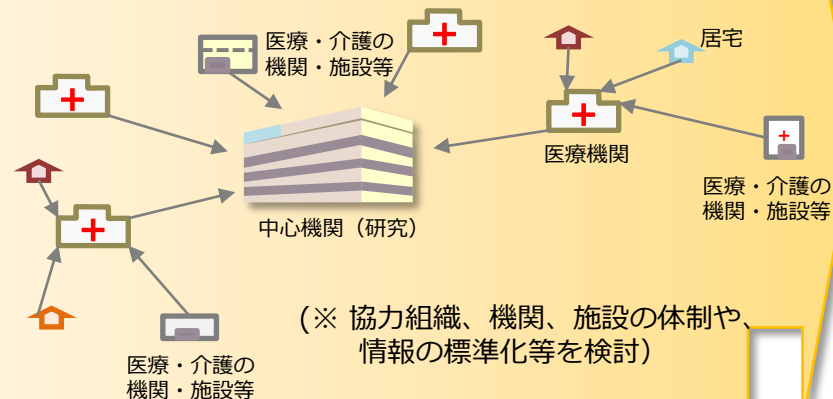 医療・介護の
機関・施設等
居宅
医療機関
医療・介護の
機関・施設等
中心機関（研究）
(※ 協力組織、機関、施設の体制や、
情報の標準化等を検討）
医療・介護の
機関・施設等